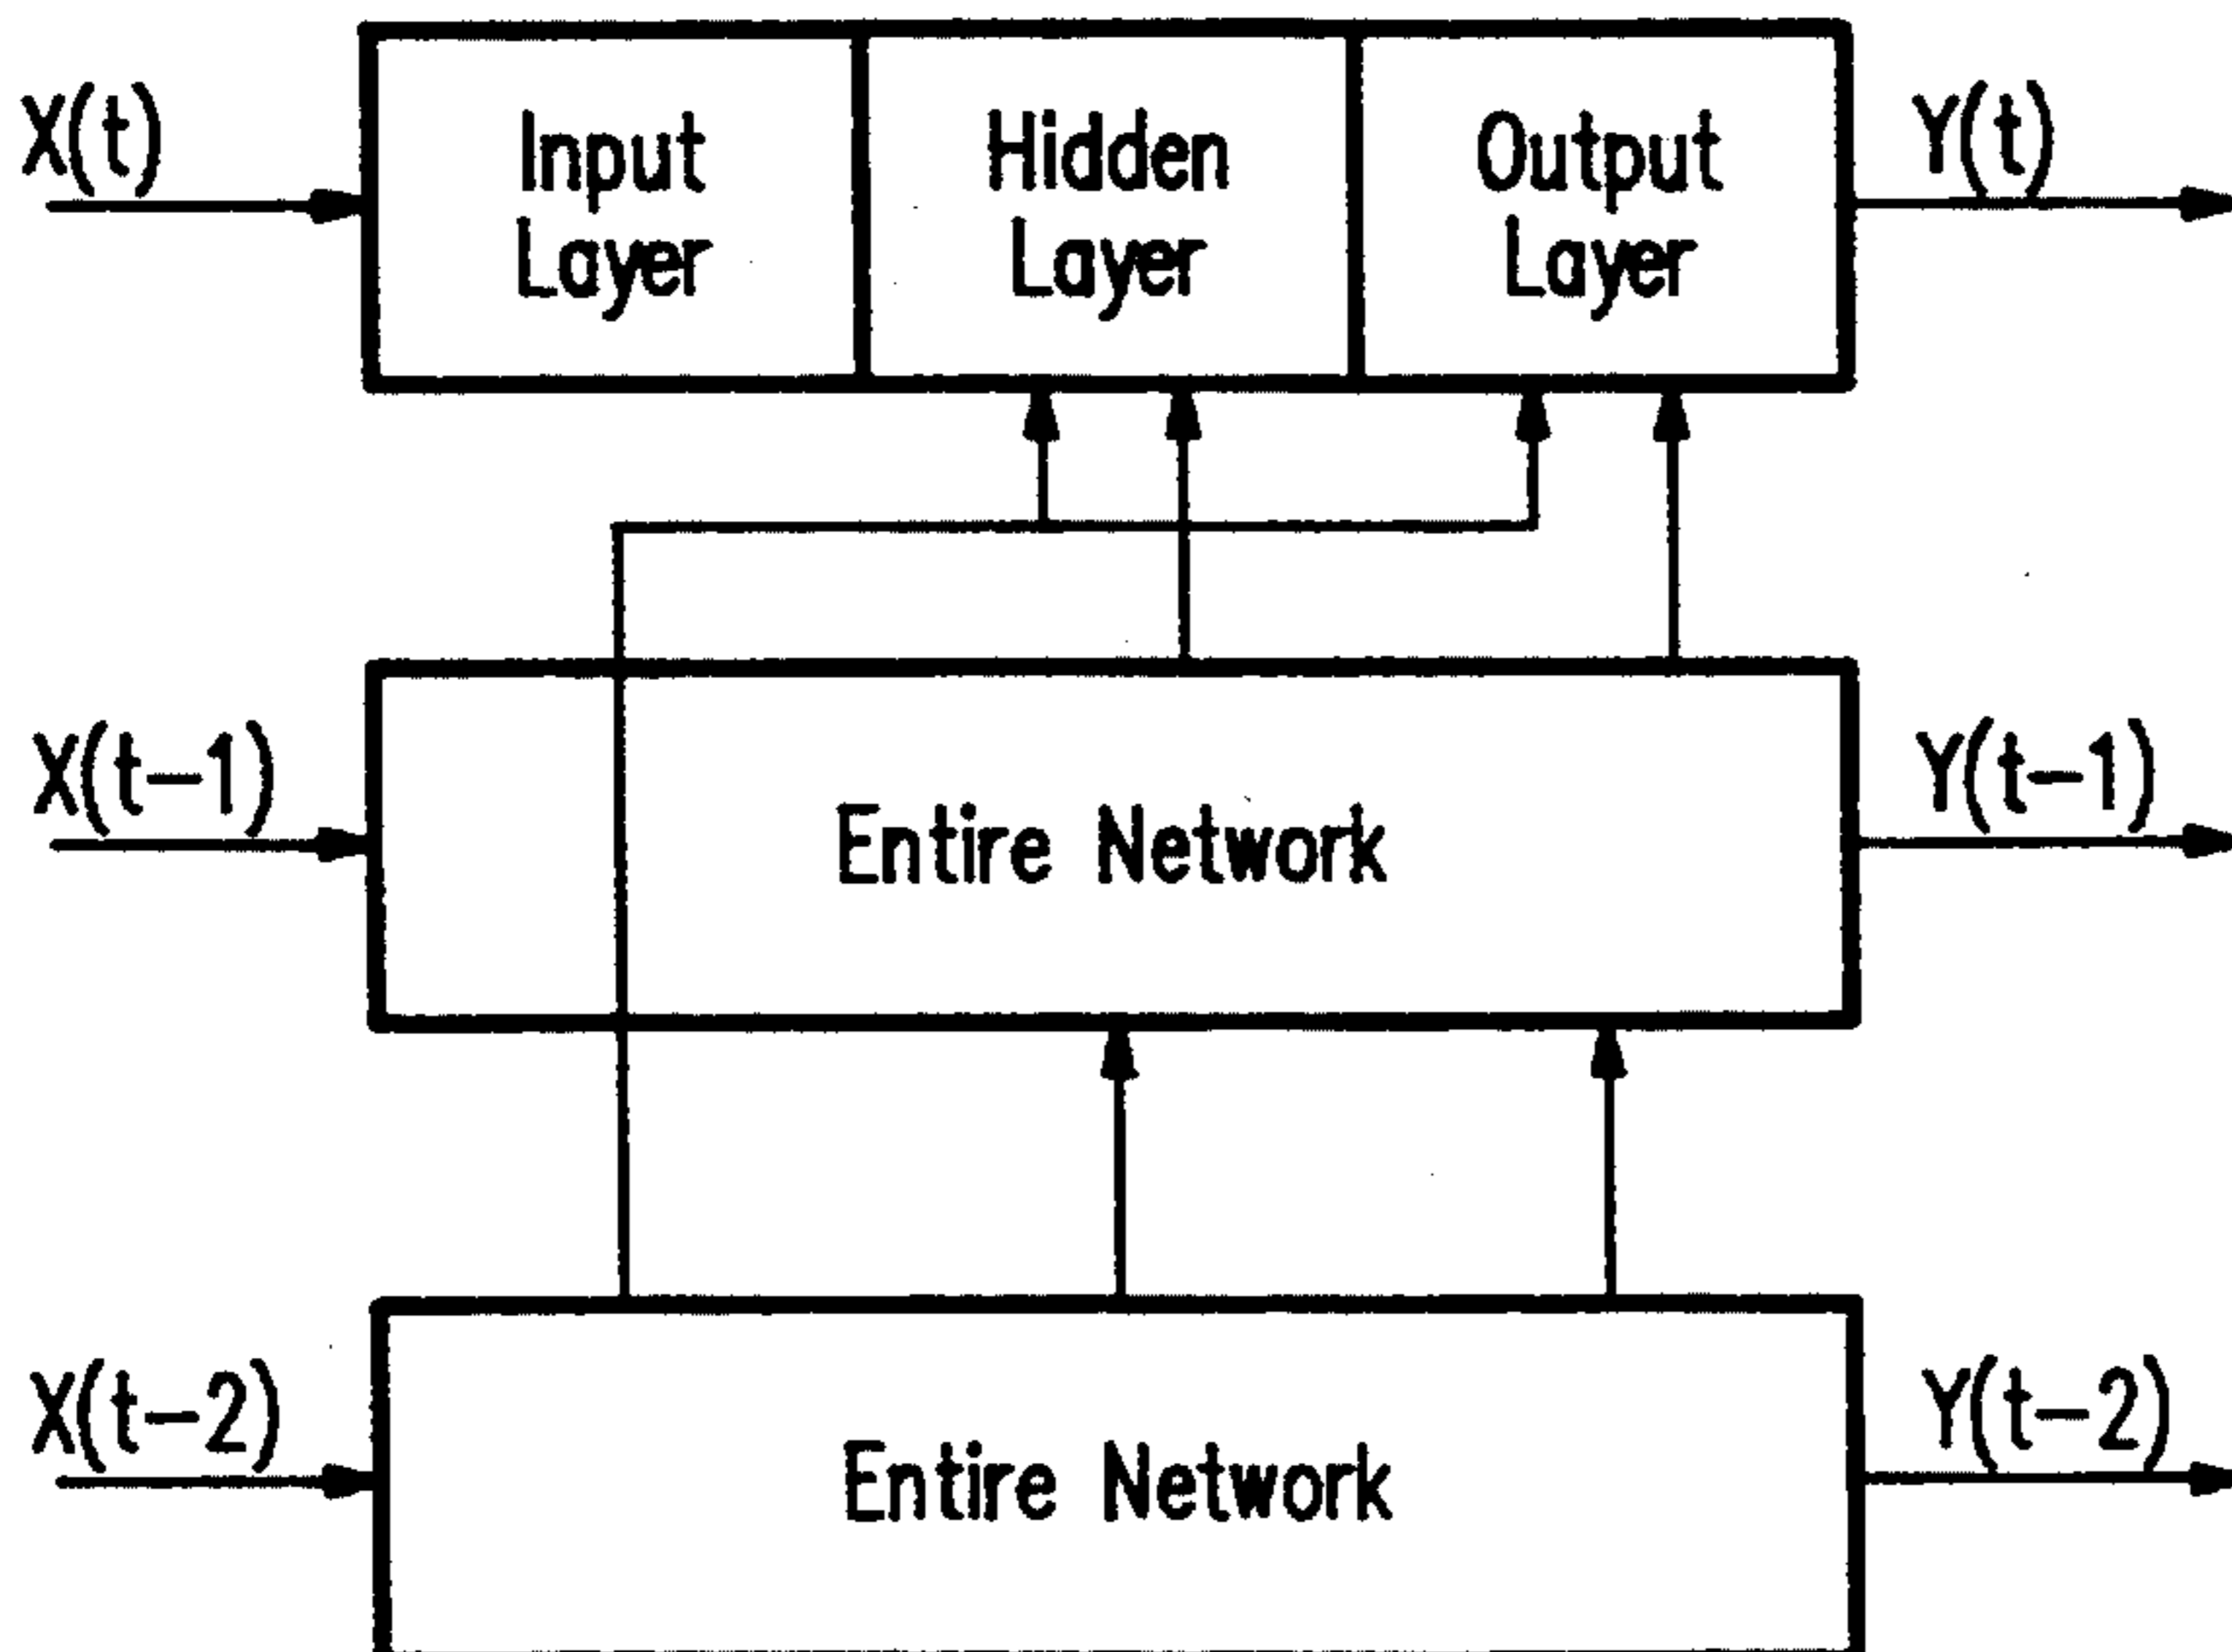 X(t)
Input
Layer
Hidden
Layer
Output
Layer
Y(t)
X(t-1)
Entire Network
Y(t-1)
X(t-2)
Entire Network
Y(t-2)